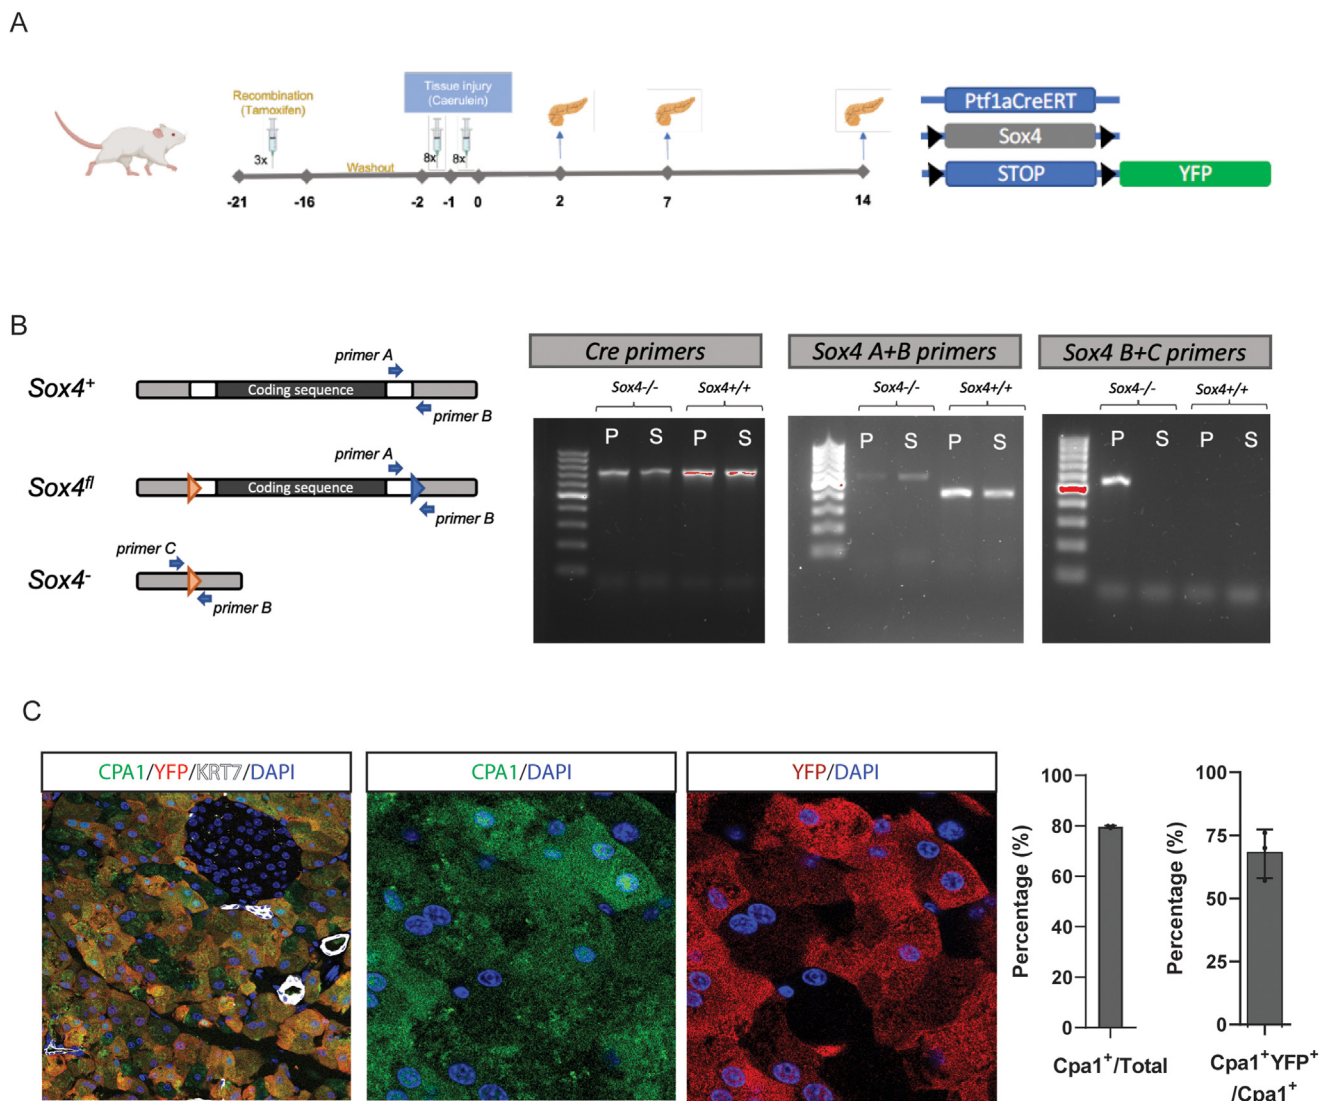 A
Recombination
(Tamoxifen)
3x
Washout
Tissue injury
(Caerulein)
8x
8x
-21
-16
-2
-1
0
2
7
14
Ptf1aCreERT
Sox4
STOP
YFP
B
Sox4+
primer A
Coding sequence
primer B
Sox4fl
primer A
Coding sequence
primer B
Sox4-
primer C
primer B
Cre primers
Sox4-/-
Sox4+/+
P
S
P
S
Sox4 A+B primers
Sox4-/-
Sox4+/+
P
S
P
S
Sox4 B+C primers
Sox4-/-
Sox4+/+
P
S
P
S
C
CPA1/YFP/KRT7/DAPI
CPA1/DAPI
YFP/DAPI
Percentage (%)
100
80
60
40
20
0
Cpa1+/Total
Percentage (%)
100
75
50
25
0
Cpa1+YFP+
/Cpa1+